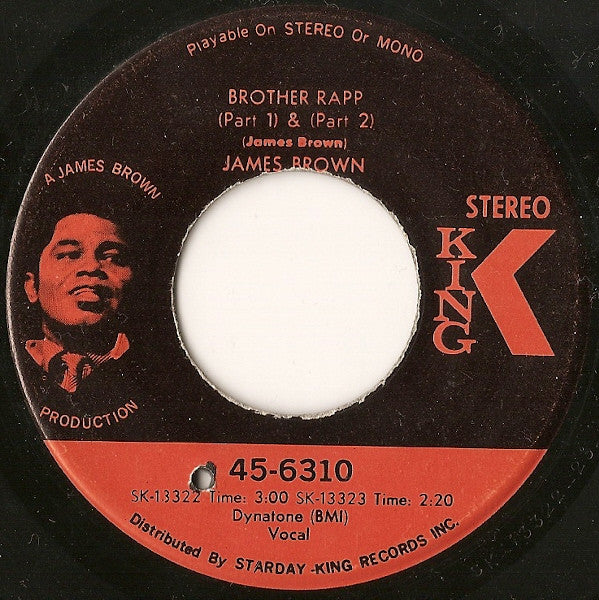 Playable On STEREO Or MONO
BROTHER RAPP
(Part 1) & (Part 2)
(James Brown)
JAMES BROWN
A JAMES BROWN
PRODUCTION
STEREO
KING
45-6310
SK-13322 Time: 3:00 SK-13323 Time: 2:20
Dynatone (BMI)
Vocal
Distributed By STARDAY-KING RECORDS INC.